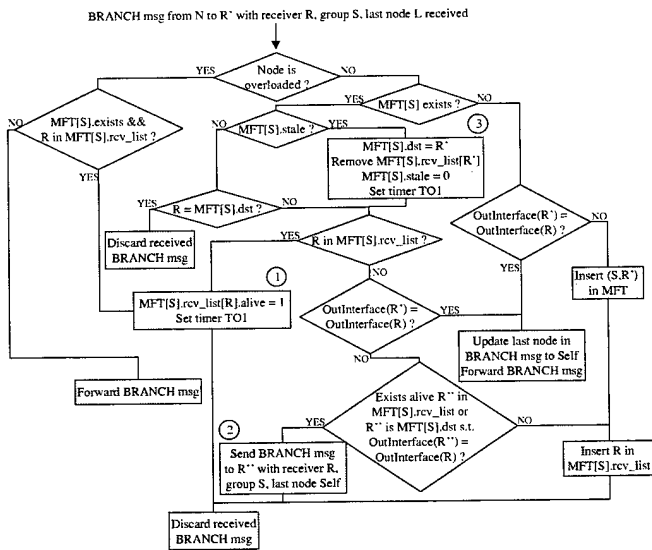 BRANCH msg from N to R` with receiver R, group S, last node L received
Node is
overloaded ?
YES
NO
MFT[S].exists &&
R in MFT[S].rcv_list ?
NO
YES
MFT[S] exists ?
YES
NO
MFT[S].stale ?
YES
NO
3
MFT[S].dst = R`
Remove MFT[S].rcv_list[R`]
MFT[S].stale = 0
Set timer TO1
R = MFT[S].dst ?
YES
NO
Discard received
BRANCH msg
OutInterface(R`) =
OutInterface(R) ?
NO
YES
R in MFT[S].rcv_list ?
YES
NO
Insert (S,R`)
in MFT
1
MFT[S].rcv_list[R].alive = 1
Set timer TO1
OutInterface(R`) =
OutInterface(R) ?
YES
NO
Update last node in
BRANCH msg to Self
Forward BRANCH msg
Forward BRANCH msg
Exists alive R`` in
MFT[S].rcv_list or
R`` is MFT[S].dst s.t.
OutInterface(R``) =
OutInterface(R) ?
YES
NO
2
Send BRANCH msg
to R`` with receiver R,
group S, last node Self
Insert R in
MFT[S].rcv_list
Discard received
BRANCH msg